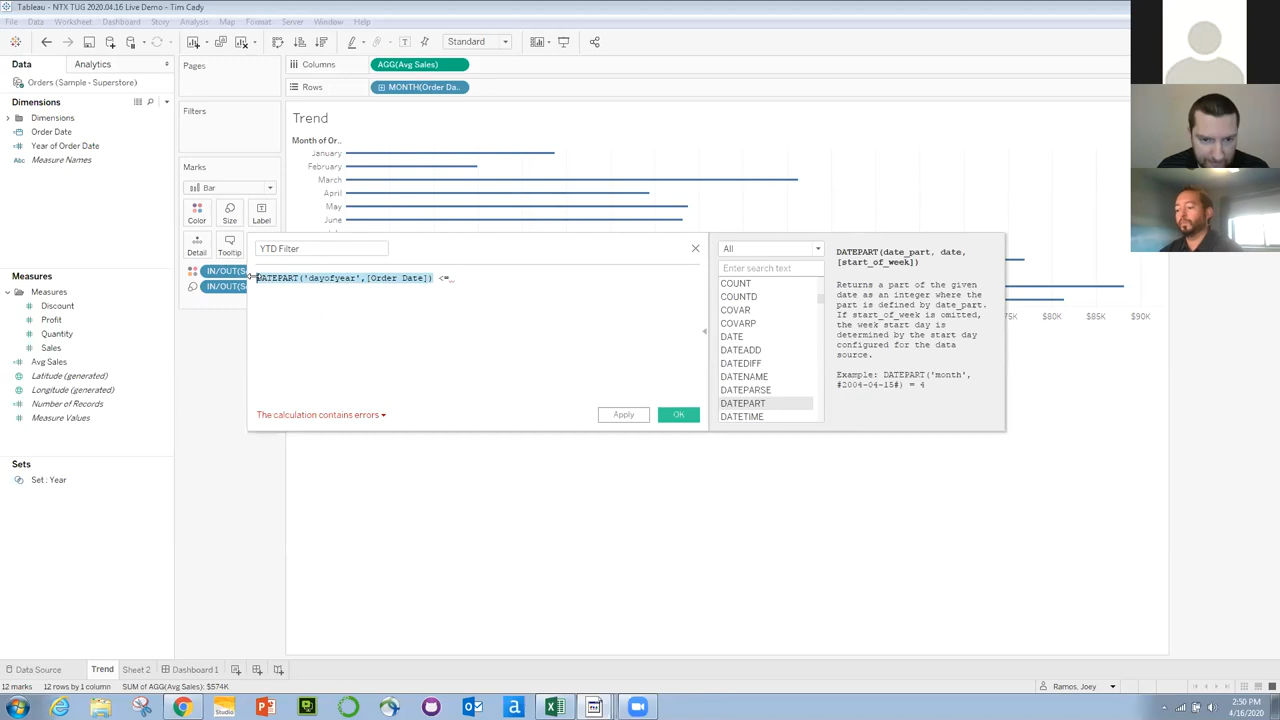 Tableau - NTX TUG 2020.04.16 Live Demo - Tim Cady
File Data Worksheet Dashboard Story Analysis Map Format Server Window Help
Standard
Data Analytics
Orders (Sample - Superstore)
Dimensions
Dimensions
Order Date
Year of Order Date
Abc Measure Names
Measures
Measures
Discount
Profit
Quantity
Sales
Avg Sales
Latitude (generated)
Longitude (generated)
Number of Records
Measure Values
Sets
Set : Year
Pages
Filters
Marks
Bar
Color Size Label
Detail Tooltip
IN/OUT(S
IN/OUT(S
Columns AGG(Avg Sales)
Rows MONTH(Order Da..
Trend
Month of Or..
January
February
March
April
May
June
75K $80K $85K $90K
YTD Filter
DATEPART('dayofyear',[Order Date]) <=
The calculation contains errors
Apply OK
All
Enter search text
COUNT
COUNTD
COVAR
COVARP
DATE
DATEADD
DATEDIFF
DATENAME
DATEPARSE
DATEPART
DATETIME
DATEPART(date_part, date,
[start_of_week])
Returns a part of the given
date as an integer where the
part is defined by date_part.
If start_of_week is omitted,
the week start day is
determined by the start day
configured for the data
source.
Example: DATEPART('month',
#2004-04-15#) = 4
Data Source Trend Sheet 2 Dashboard 1
12 marks 12 rows by 1 column SUM of AGG(Avg Sales): $574K
Ramos, Joey
Studio
2:50 PM
4/16/2020